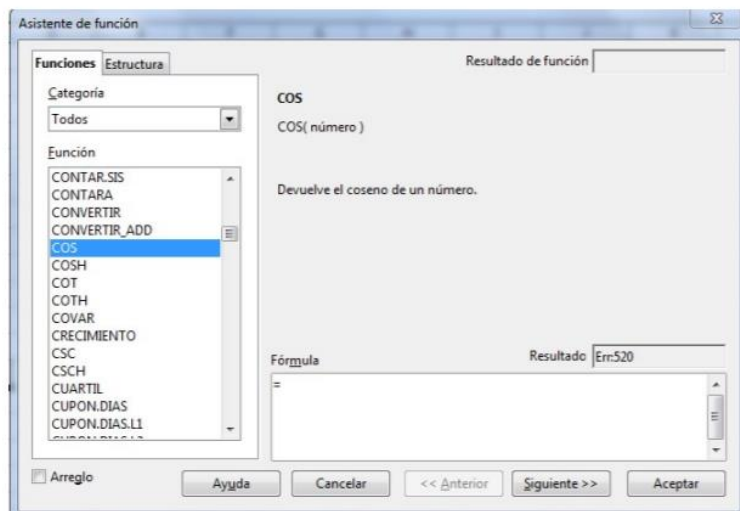 Asistente de función
Funciones Estructura
Resultado de función
Categoría
Todos
Función
CONTAR.SIS
CONTARA
CONVERTIR
CONVERTIR_ADD
COS
COSH
COT
COTH
COVAR
CRECIMIENTO
CSC
CSCH
CUARTIL
CUPON.DIAS
CUPON.DIAS.L1
COS
COS( número )
Devuelve el coseno de un número.
Fórmula
Resultado Err:520
=
Arreglo
Ayuda
Cancelar
<< Anterior
Siguiente >>
Aceptar